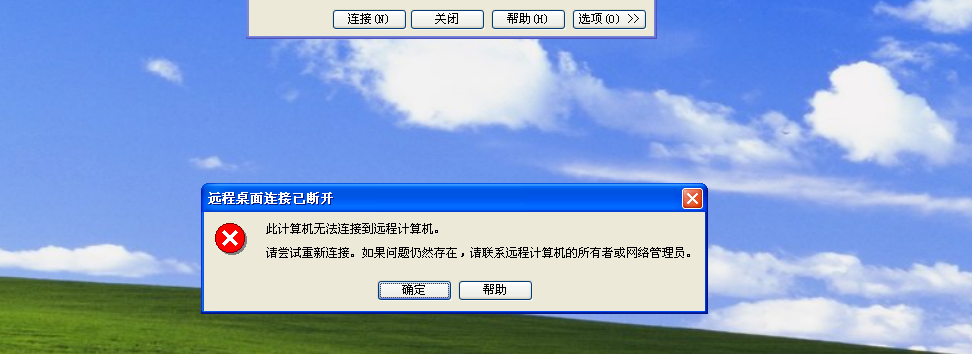 连接(N) 关闭 帮助(H) 选项(O) >>
远程桌面连接已断开
此计算机无法连接到远程计算机。
请尝试重新连接。如果问题仍然存在，请联系远程计算机的所有者或网络管理员。
确定 帮助